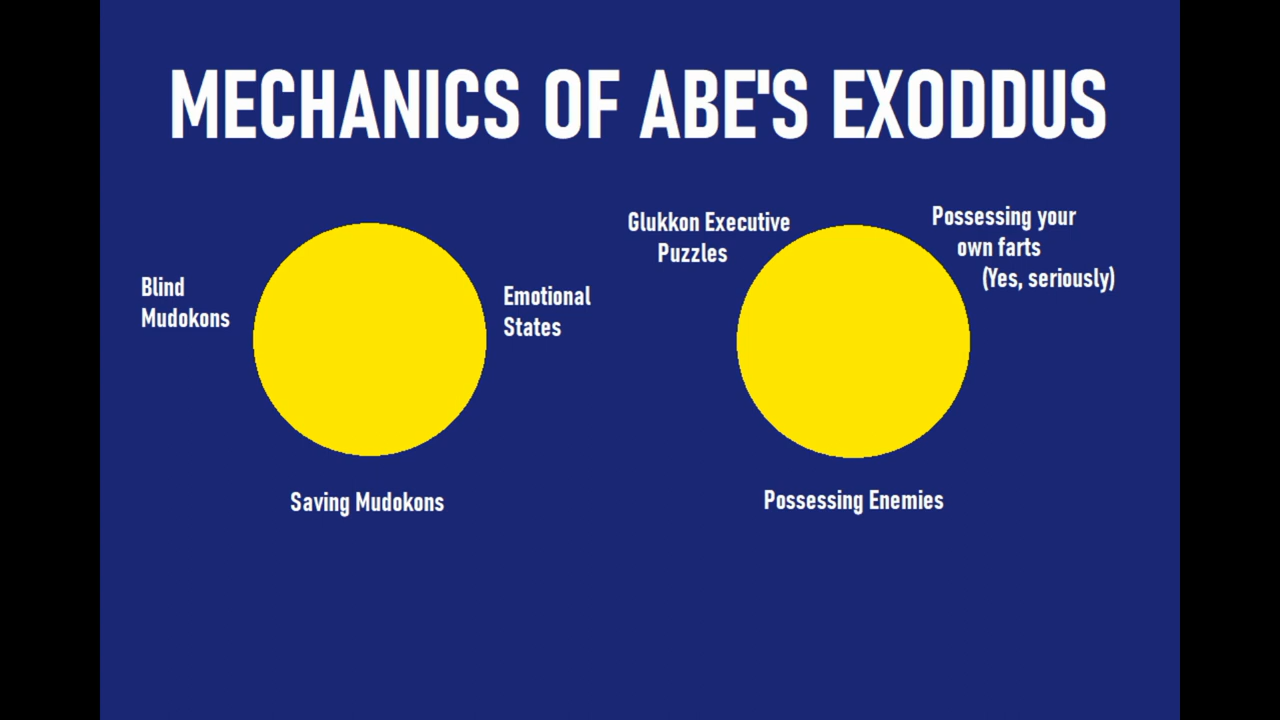 MECHANICS OF ABE'S EXODDUS
Blind
Mudokons
Emotional
States
Saving Mudokons
Glukkon Executive
Puzzles
Possessing your
own farts
(Yes, seriously)
Possessing Enemies